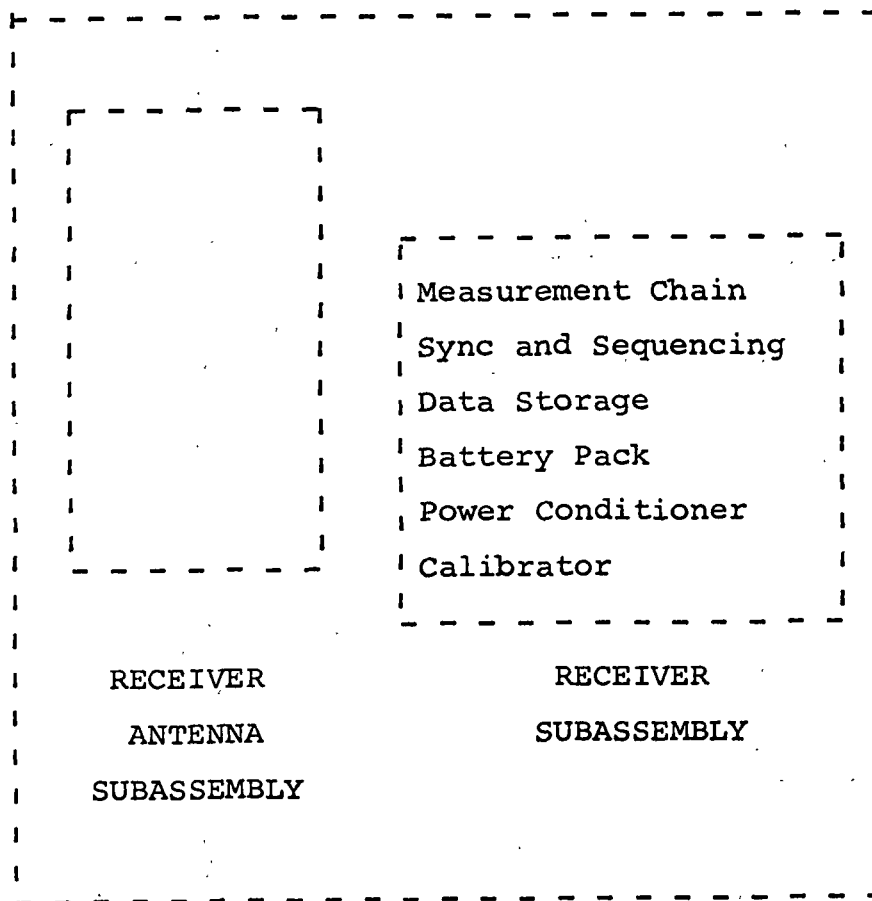 Measurement Chain
Sync and Sequencing
Data Storage
Battery Pack
Power Conditioner
Calibrator
RECEIVER
ANTENNA
SUBASSEMBLY
RECEIVER
SUBASSEMBLY